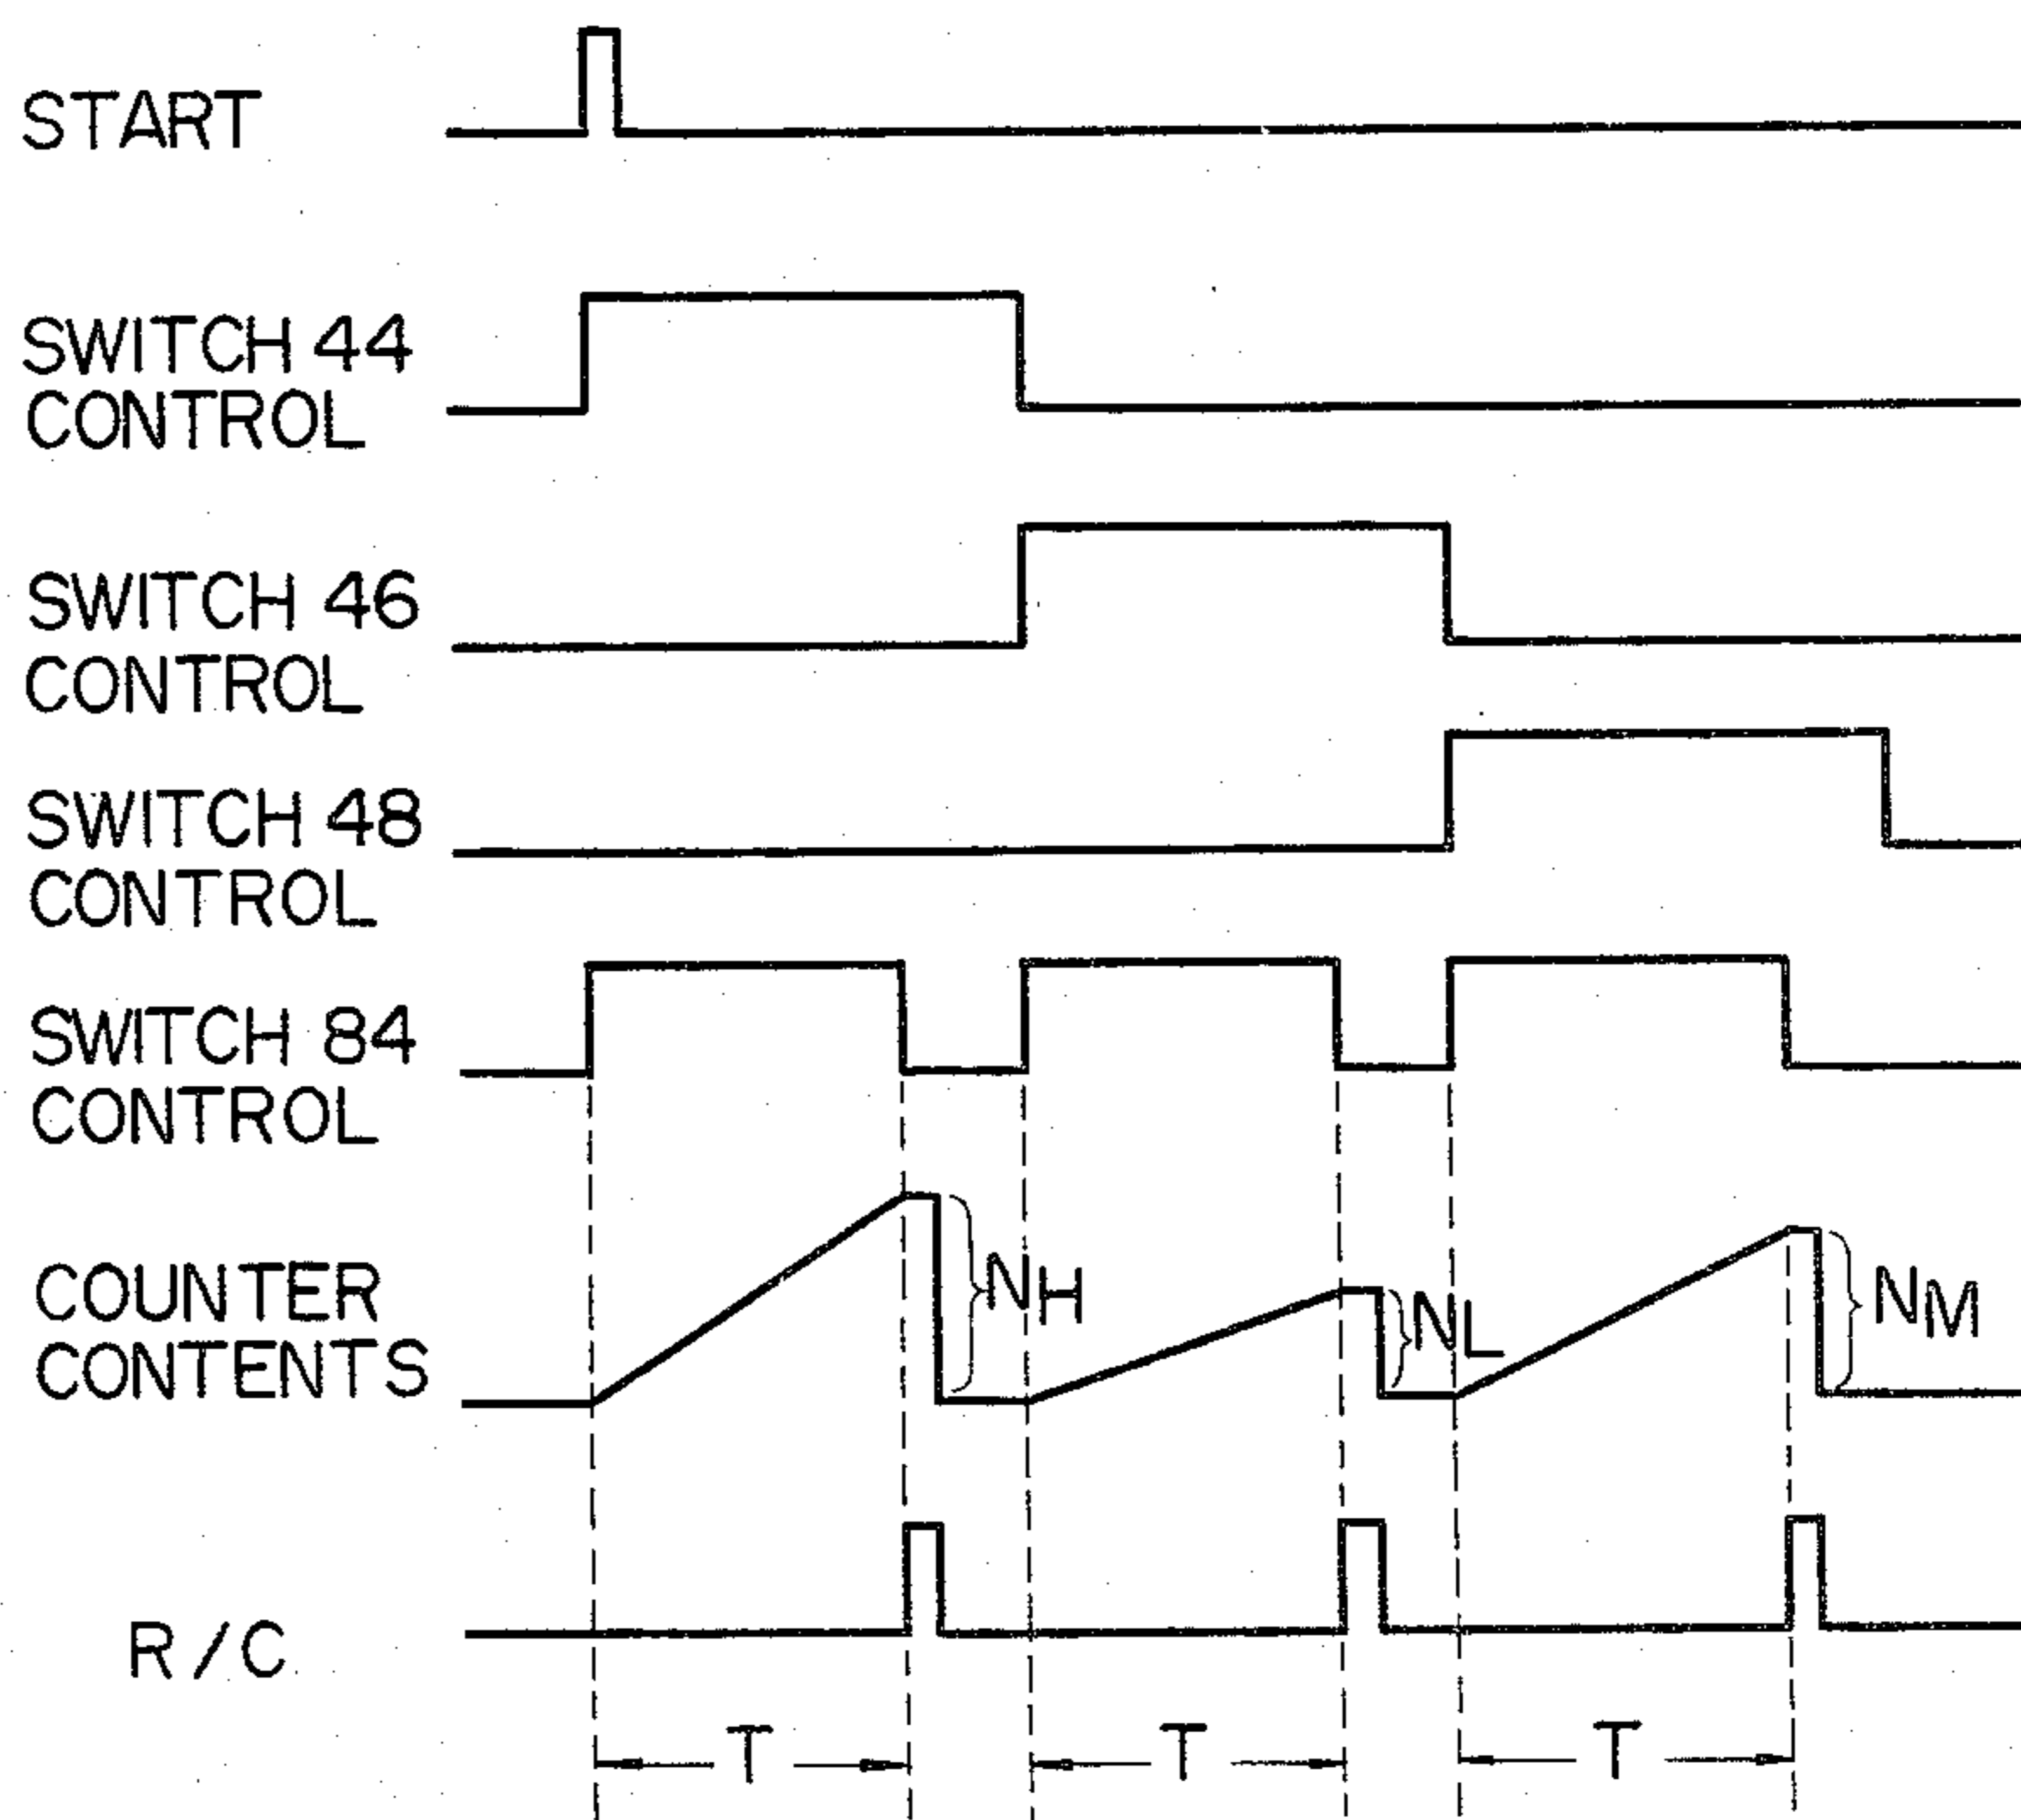 START
SWITCH 44
CONTROL
SWITCH 46
CONTROL
SWITCH 48
CONTROL
SWITCH 84
CONTROL
COUNTER
CONTENTS
NH
NL
NM
R/C
T
T
T